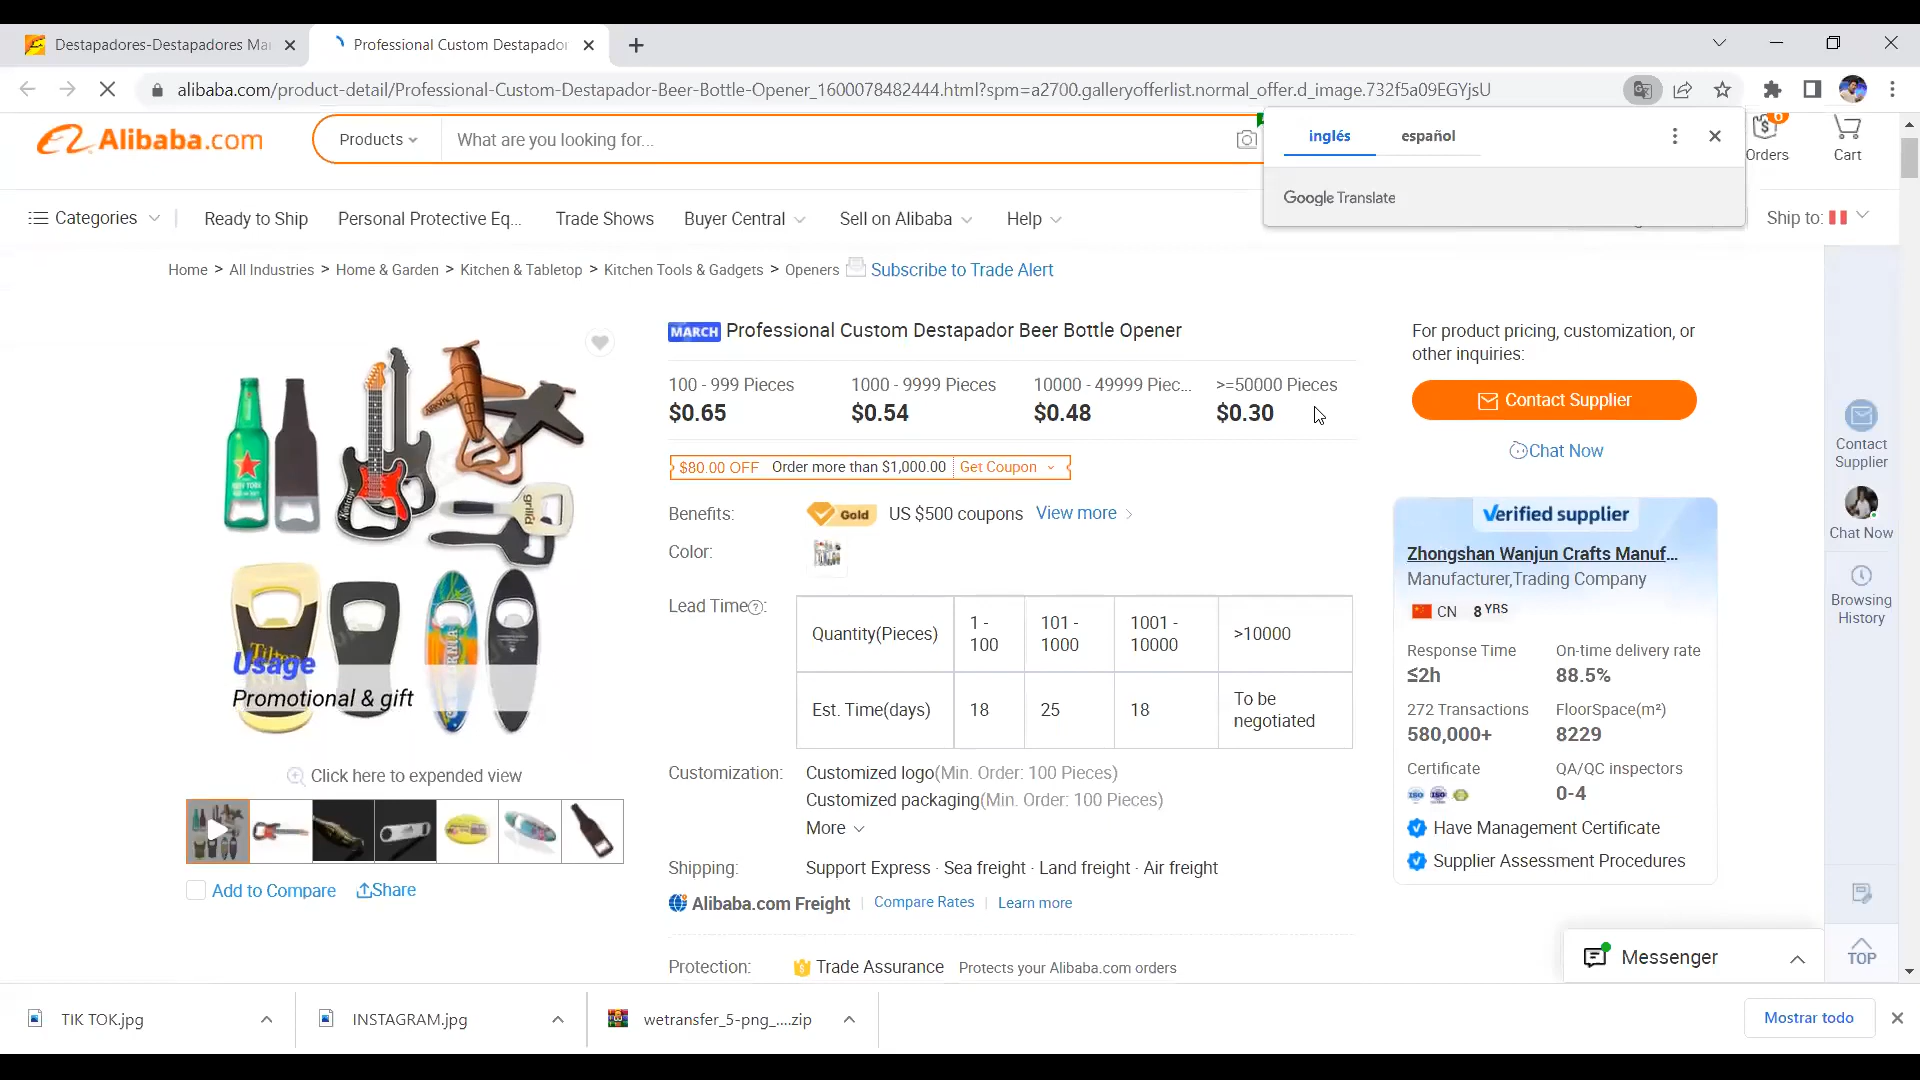 Destapadores-Destapadores Ma
Professional Custom Destapador
alibaba.com/product-detail/Professional-Custom-Destapador-Beer-Bottle-Opener_1600078482444.html?spm=a2700.galleryofferlist.normal_offer.d_image.732f5a09EGYjsU
Alibaba.com
Products
What are you looking for...
inglés
español
Google Translate
Orders
Cart
Categories
Ready to Ship
Personal Protective Eq...
Trade Shows
Buyer Central
Sell on Alibaba
Help
Ship to:
Home > All Industries > Home & Garden > Kitchen & Tabletop > Kitchen Tools & Gadgets > Openers
Subscribe to Trade Alert
MARCH Professional Custom Destapador Beer Bottle Opener
100 - 999 Pieces
1000 - 9999 Pieces
10000 - 49999 Piec...
>=50000 Pieces
$0.65
$0.54
$0.48
$0.30
$80.00 OFF Order more than $1,000.00 Get Coupon
Benefits:
Gold US $500 coupons View more
Color:
Lead Time?:
Quantity(Pieces)
1 - 100
101 - 1000
1001 - 10000
>10000
Est. Time(days)
18
25
18
To be negotiated
Customization:
Customized logo(Min. Order: 100 Pieces)
Customized packaging(Min. Order: 100 Pieces)
More
Shipping:
Support Express · Sea freight · Land freight · Air freight
Alibaba.com Freight
Compare Rates
Learn more
Protection:
Trade Assurance Protects your Alibaba.com orders
Usage
Promotional & gift
Click here to expended view
Add to Compare
Share
For product pricing, customization, or
other inquiries:
Contact Supplier
Chat Now
Verified supplier
Zhongshan Wanjun Crafts Manuf...
Manufacturer,Trading Company
CN 8 YRS
Response Time
On-time delivery rate
≤2h
88.5%
272 Transactions
FloorSpace(m²)
580,000+
8229
Certificate
QA/QC inspectors
0-4
Have Management Certificate
Supplier Assessment Procedures
Contact
Supplier
Chat Now
Browsing
History
TOP
Messenger
TIK TOK.jpg
INSTAGRAM.jpg
wetransfer_5-png_....zip
Mostrar todo